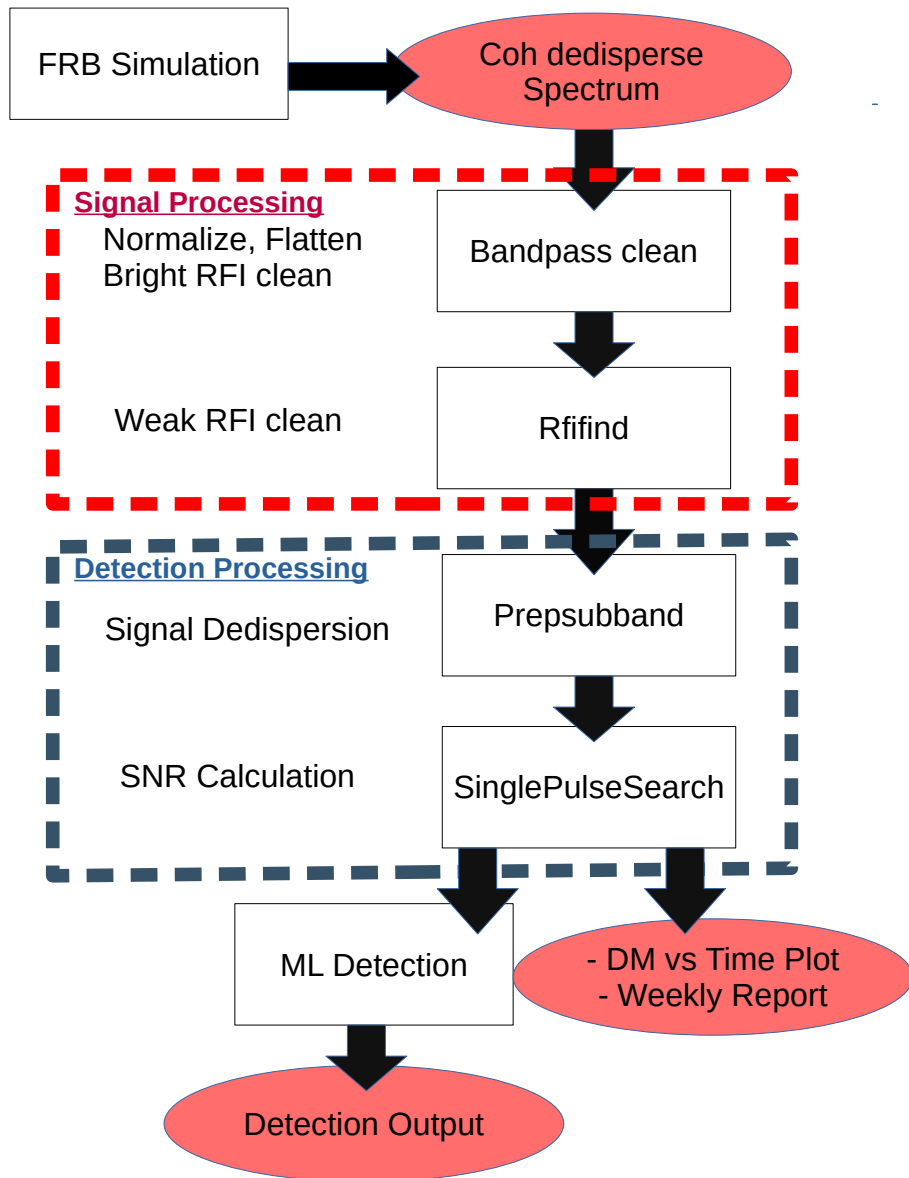 FRB Simulation
Coh dedisperse
Spectrum
-
Signal Processing
Normalize, Flatten
Bright RFI clean
Bandpass clean
Weak RFI clean
Rfifind
Detection Processing
Signal Dedispersion
Prepsubband
SNR Calculation
SinglePulseSearch
ML Detection
- DM vs Time Plot
- Weekly Report
Detection Output